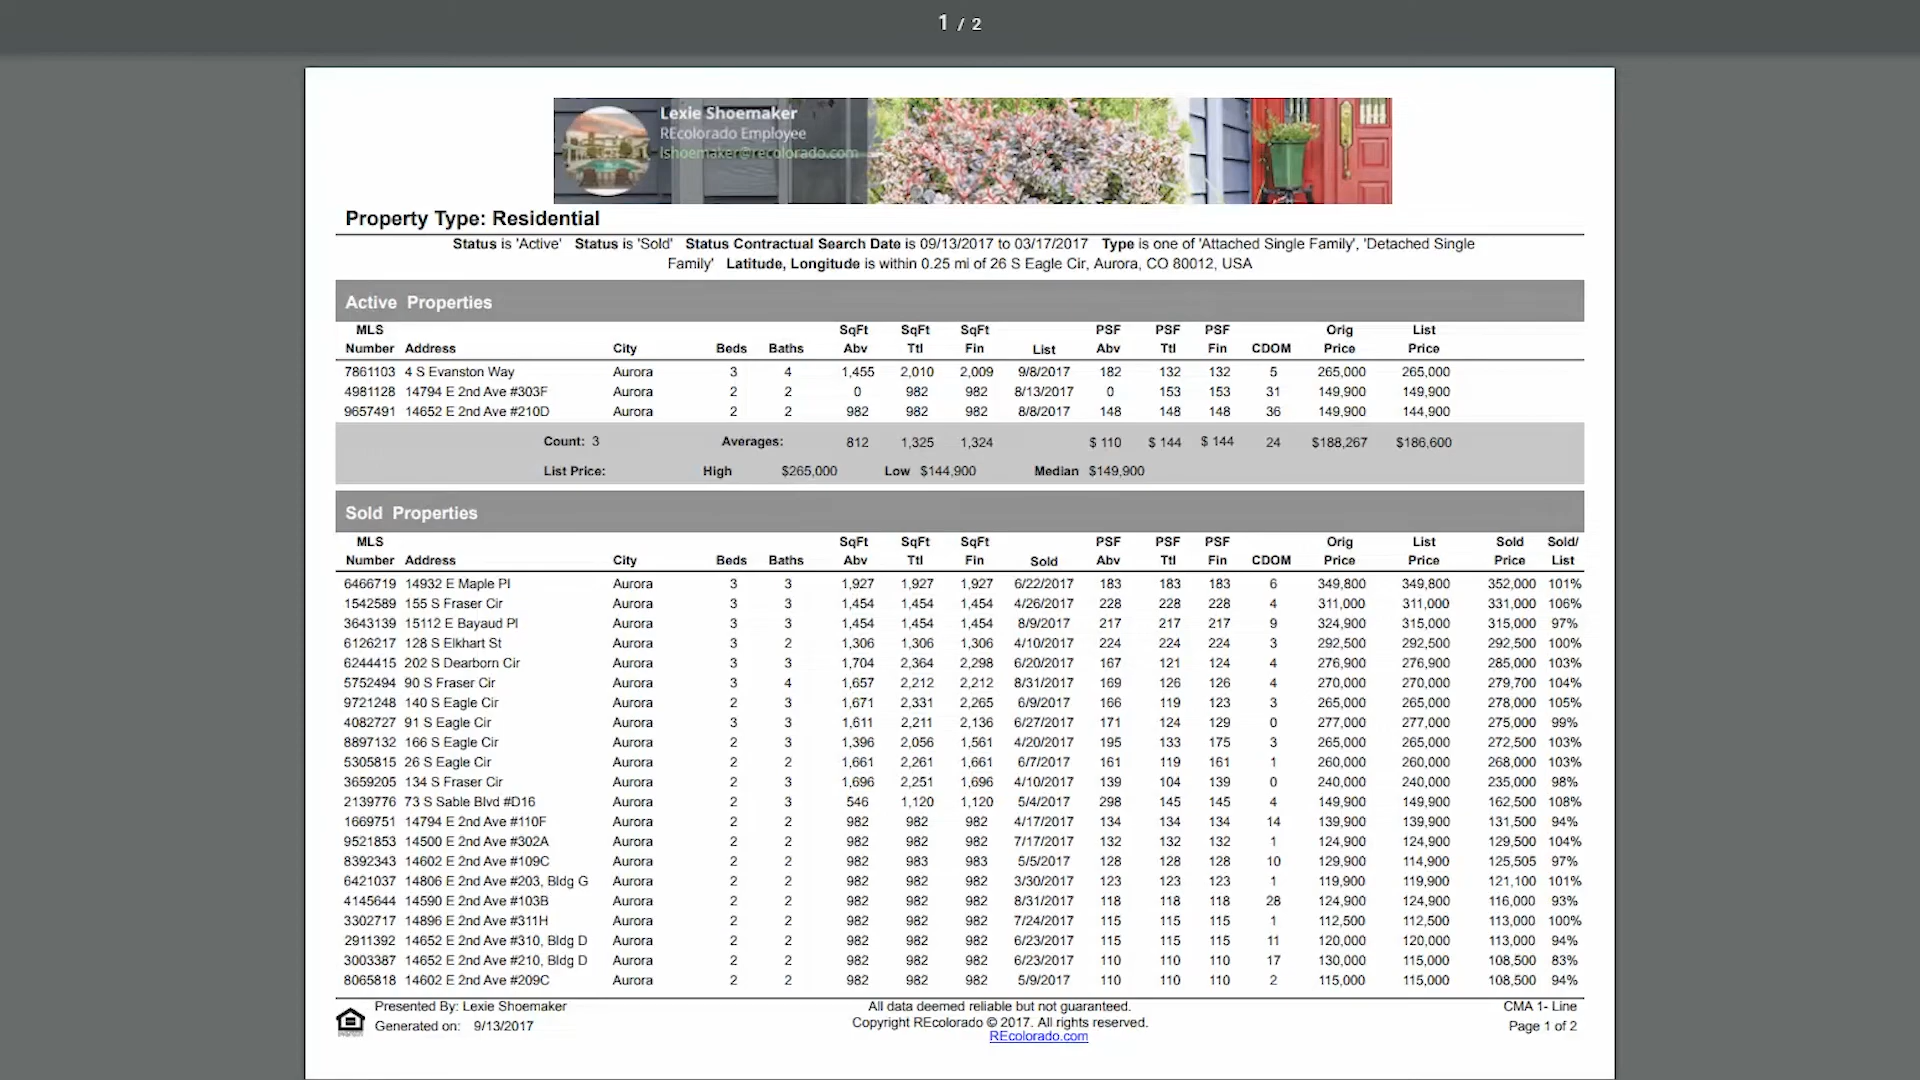 1 / 2
Lexie Shoemaker
REcolorado Employee
lshoemaker@recolorado.com
Property Type: Residential
Status is 'Active' Status is 'Sold' Status Contractual Search Date is 09/13/2017 to 03/17/2017 Type is one of 'Attached Single Family', 'Detached Single
Family' Latitude, Longitude is within 0.25 mi of 26 S Eagle Cir, Aurora, CO 80012, USA
Active Properties
MLS SqFt SqFt SqFt PSF PSF PSF Orig List
Number Address City Beds Baths Abv Ttl Fin List Abv Ttl Fin CDOM Price Price
7861103 4 S Evanston Way Aurora 3 4 1,455 2,010 2,009 9/8/2017 182 132 132 5 265,000 265,000
4981128 14794 E 2nd Ave #303F Aurora 2 2 0 982 982 8/13/2017 0 153 153 31 149,900 149,900
9657491 14652 E 2nd Ave #210D Aurora 2 2 982 982 982 8/8/2017 148 148 148 36 149,900 144,900
Count: 3 Averages: 812 1,325 1,324 $ 110 $ 144 $ 144 24 $188,267 $186,600
List Price: High $265,000 Low $144,900 Median $149,900
Sold Properties
MLS SqFt SqFt SqFt PSF PSF PSF Orig List Sold Sold/
Number Address City Beds Baths Abv Ttl Fin Sold Abv Ttl Fin CDOM Price Price Price List
6466719 14932 E Maple Pl Aurora 3 3 1,927 1,927 1,927 6/22/2017 183 183 183 6 349,800 349,800 352,000 101%
1542589 155 S Fraser Cir Aurora 3 3 1,454 1,454 1,454 4/26/2017 228 228 228 4 311,000 311,000 331,000 106%
3643139 15112 E Bayaud Pl Aurora 3 3 1,454 1,454 1,454 8/9/2017 217 217 217 9 324,900 315,000 315,000 97%
6126217 128 S Elkhart St Aurora 3 2 1,306 1,306 1,306 4/10/2017 224 224 224 3 292,500 292,500 292,500 100%
6244415 202 S Dearborn Cir Aurora 3 3 1,704 2,364 2,298 6/20/2017 167 121 124 4 276,900 276,900 285,000 103%
5752494 90 S Fraser Cir Aurora 3 4 1,657 2,212 2,212 8/31/2017 169 126 126 4 270,000 270,000 279,700 104%
9721248 140 S Eagle Cir Aurora 2 3 1,671 2,331 2,265 6/9/2017 166 119 123 3 265,000 265,000 278,000 105%
4082727 91 S Eagle Cir Aurora 3 3 1,611 2,211 2,136 6/27/2017 171 124 129 0 277,000 277,000 275,000 99%
8897132 166 S Eagle Cir Aurora 2 3 1,396 2,056 1,561 4/20/2017 195 133 175 3 265,000 265,000 272,500 103%
5305815 26 S Eagle Cir Aurora 2 2 1,661 2,261 1,661 6/7/2017 161 119 161 1 260,000 260,000 268,000 103%
3659205 134 S Fraser Cir Aurora 2 3 1,696 2,251 1,696 4/10/2017 139 104 139 0 240,000 240,000 235,000 98%
2139776 73 S Sable Blvd #D16 Aurora 2 3 546 1,120 1,120 5/4/2017 298 145 145 4 149,900 149,900 162,500 108%
1669751 14794 E 2nd Ave #110F Aurora 2 2 982 982 982 4/17/2017 134 134 134 14 139,900 139,900 131,500 94%
9521853 14500 E 2nd Ave #302A Aurora 2 2 982 982 982 7/17/2017 132 132 132 1 124,900 124,900 129,500 104%
8392343 14602 E 2nd Ave #109C Aurora 2 2 982 983 983 5/5/2017 128 128 128 10 129,900 114,900 125,505 97%
6421037 14806 E 2nd Ave #203, Bldg G Aurora 2 2 982 982 982 3/30/2017 123 123 123 1 119,900 119,900 121,100 101%
4145644 14590 E 2nd Ave #103B Aurora 2 2 982 982 982 8/31/2017 118 118 118 28 124,900 124,900 116,000 93%
3302717 14896 E 2nd Ave #311H Aurora 2 2 982 982 982 7/24/2017 115 115 115 1 112,500 112,500 113,000 100%
2911392 14652 E 2nd Ave #310, Bldg D Aurora 2 2 982 982 982 6/23/2017 115 115 115 11 120,000 120,000 113,000 94%
3003387 14652 E 2nd Ave #210, Bldg D Aurora 2 2 982 982 982 6/23/2017 110 110 110 17 130,000 115,000 108,500 83%
8065818 14602 E 2nd Ave #209C Aurora 2 2 982 982 982 5/9/2017 110 110 110 2 115,000 115,000 108,500 94%
Presented By: Lexie Shoemaker All data deemed reliable but not guaranteed. CMA 1- Line
Generated on: 9/13/2017 Copyright REcolorado © 2017. All rights reserved. Page 1 of 2
REcolorado.com